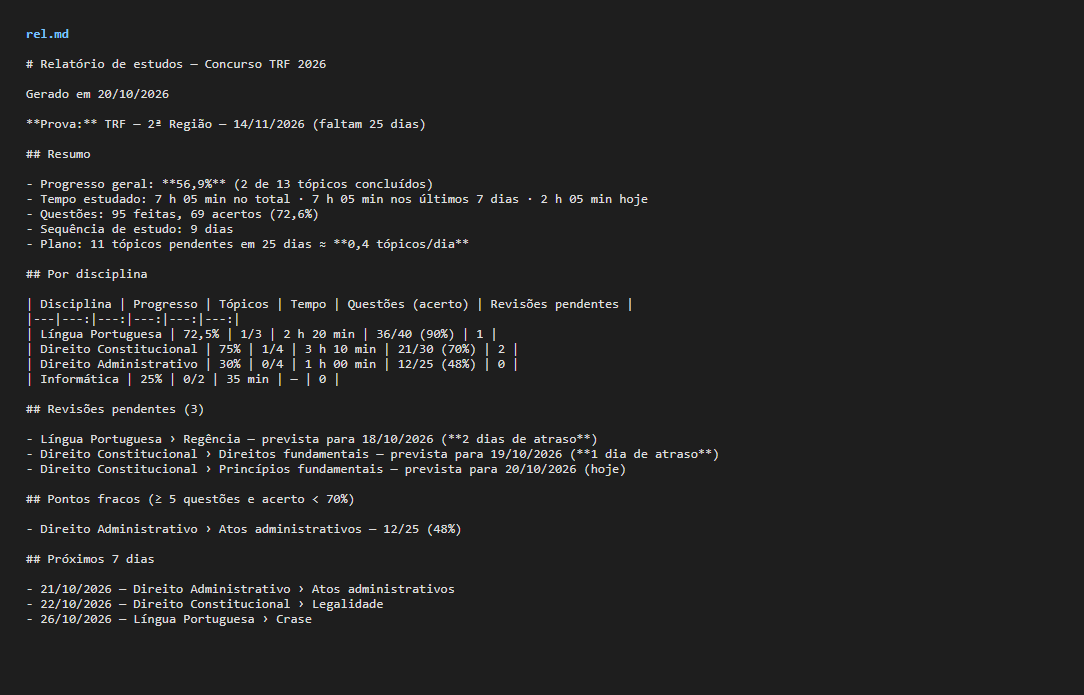 rel.md
# Relatório de estudos — Concurso TRF 2026
Gerado em 20/10/2026
**Prova:** TRF — 2ª Região — 14/11/2026 (faltam 25 dias)
## Resumo
- Progresso geral: **56,9%** (2 de 13 tópicos concluídos)
- Tempo estudado: 7 h 05 min no total · 7 h 05 min nos últimos 7 dias · 2 h 05 min hoje
- Questões: 95 feitas, 69 acertos (72,6%)
- Sequência de estudo: 9 dias
- Plano: 11 tópicos pendentes em 25 dias ≈ **0,4 tópicos/dia**
## Por disciplina
| Disciplina | Progresso | Tópicos | Tempo | Questões (acerto) | Revisões pendentes |
|---|---:|---:|---:|---:|---:|
| Língua Portuguesa | 72,5% | 1/3 | 2 h 20 min | 36/40 (90%) | 1 |
| Direito Constitucional | 75% | 1/4 | 3 h 10 min | 21/30 (70%) | 2 |
| Direito Administrativo | 30% | 0/4 | 1 h 00 min | 12/25 (48%) | 0 |
| Informática | 25% | 0/2 | 35 min | — | 0 |
## Revisões pendentes (3)
- Língua Portuguesa › Regência — prevista para 18/10/2026 (**2 dias de atraso**)
- Direito Constitucional › Direitos fundamentais — prevista para 19/10/2026 (**1 dia de atraso**)
- Direito Constitucional › Princípios fundamentais — prevista para 20/10/2026 (hoje)
## Pontos fracos (≥ 5 questões e acerto < 70%)
- Direito Administrativo › Atos administrativos — 12/25 (48%)
## Próximos 7 dias
- 21/10/2026 — Direito Administrativo › Atos administrativos
- 22/10/2026 — Direito Constitucional › Legalidade
- 26/10/2026 — Língua Portuguesa › Crase